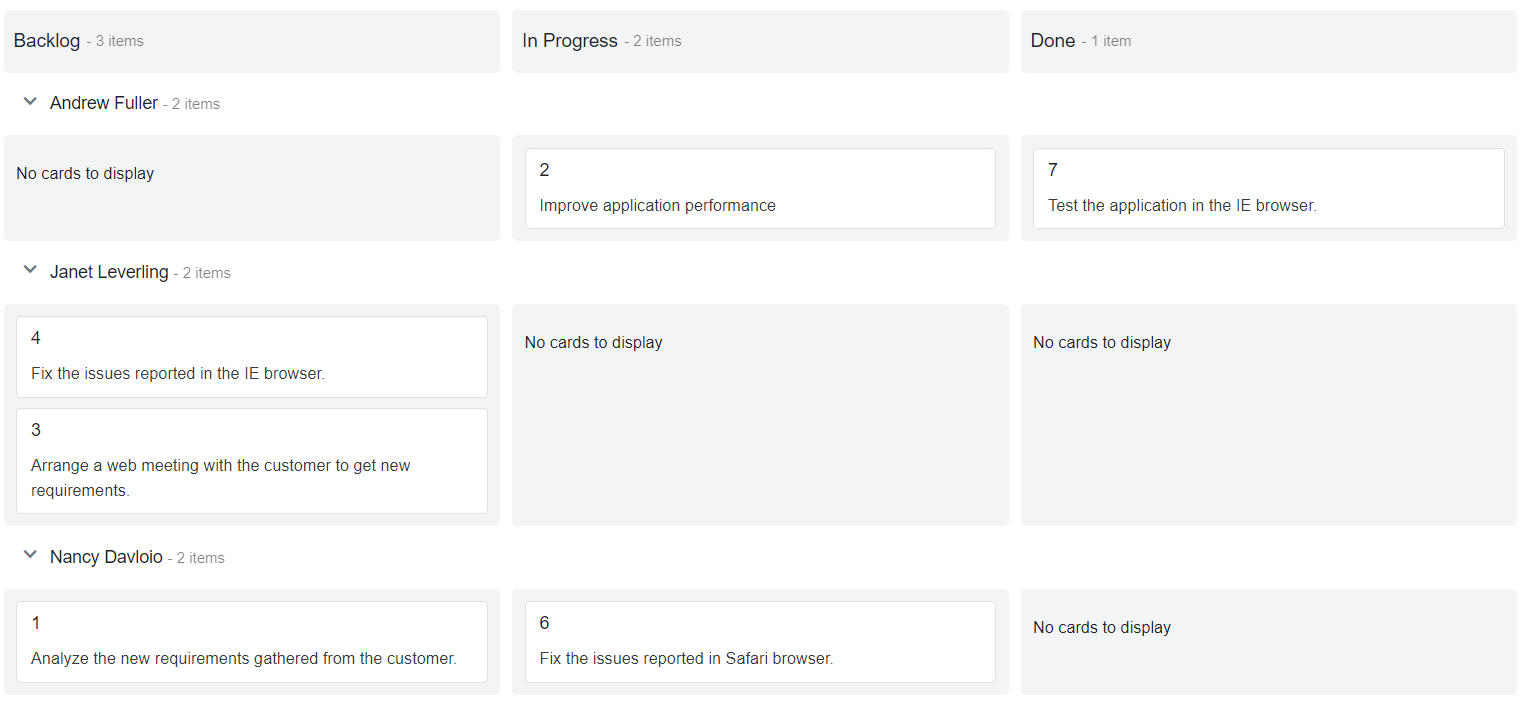 Backlog - 3 items
In Progress - 2 items
Done - 1 item
Andrew Fuller - 2 items
No cards to display
2
Improve application performance
7
Test the application in the IE browser.
Janet Leverling - 2 items
4
Fix the issues reported in the IE browser.
3
Arrange a web meeting with the customer to get new
requirements.
No cards to display
No cards to display
Nancy Davloio - 2 items
1
Analyze the new requirements gathered from the customer.
6
Fix the issues reported in Safari browser.
No cards to display